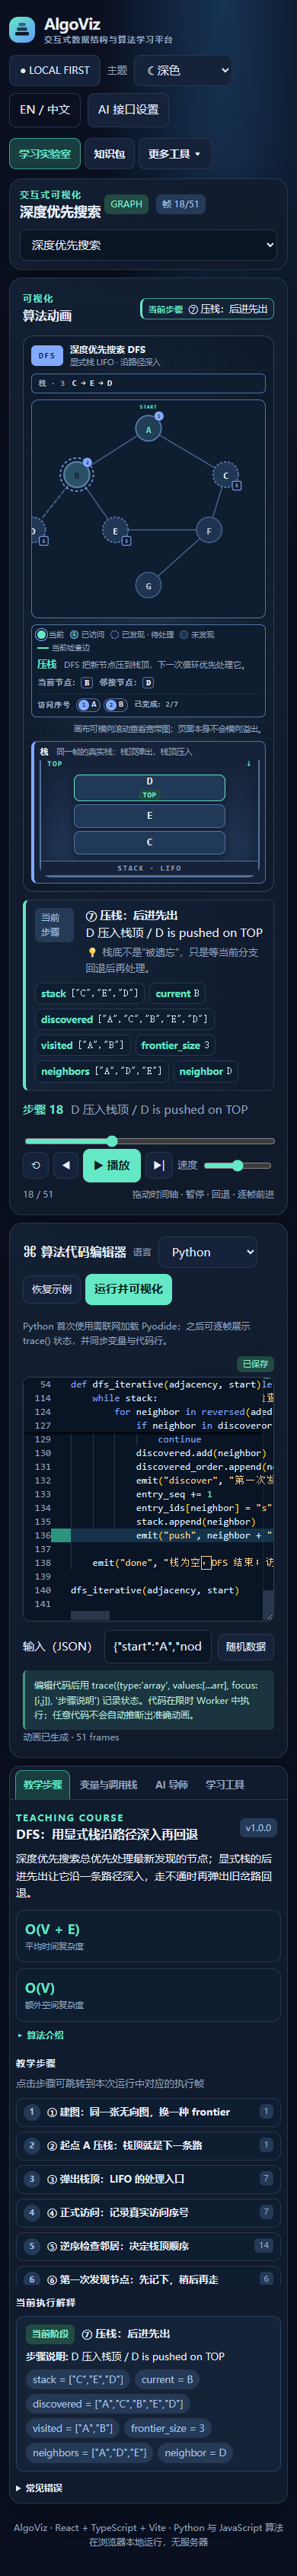 AlgoViz
交互式数据结构与算法学习平台
● LOCAL FIRST 主题 ☾ 深色
EN / 中文 AI 接口设置
学习实验室 知识包 更多工具 ▾
交互式可视化
深度优先搜索 GRAPH 帧 18/51
深度优先搜索
可视化
算法动画
当前步骤 ⑦ 压栈：后进先出
DFS 深度优先搜索 DFS
显式栈 LIFO · 沿路径深入
栈 · 3 C → E → D
START
A 1
B 2
C S
D S
E S
F
G
当前 1 已访问 S 已发现·待处理 未发现
当前检查边
压栈 DFS 把新节点压到栈顶，下一次循环优先处理它。
当前节点： B 邻接节点： D
访问序号 1 A 2 B 已完成：2/7
画布可横向滚动查看宽带图；页面本身不会横向溢出。
栈 同一帧的真实栈：栈顶弹出，栈顶压入
TOP ↓
D
TOP
E
C
STACK · LIFO
当前步骤
⑦ 压栈：后进先出
D 压入栈顶 / D is pushed on TOP
💡 栈底不是“被遗忘”，只是等当前分支回退后再处理。
stack ["C","E","D"] current B
discovered ["A","C","B","E","D"]
visited ["A","B"] frontier_size 3
neighbors ["A","D","E"] neighbor D
步骤 18 D 压入栈顶 / D is pushed on TOP
⟲ ◀ ▶ 播放 ▶| 速度
18 / 51 拖动时间轴 · 暂停 · 回退 · 逐帧前进
⌘ 算法代码编辑器 语言 Python
恢复示例 运行并可视化
Python 首次使用需联网加载 Pyodide；之后可逐帧展示 trace() 状态，并同步变量与代码行。
已保存
54 def dfs_iterative(adjacency, start)
114 while stack:
124 for neighbor in reversed(
127 if neighbor in discover
129 continue
130 discovered.add(neighbor)
131 discovered_order.append(n
132 emit("discover", "第一次发
133 entry_seq += 1
134 entry_ids[neighbor] = "s"
135 stack.append(neighbor)
136 emit("push", neighbor + "
137
138 emit("done", "栈为空，DFS 结束；访
139
140 dfs_iterative(adjacency, start)
141
输入（JSON） {"start":"A","nod 随机数据
编辑代码后用 trace({type:'array', values:[...arr], focus:[i,j]}, '步骤说明') 记录状态。代码在限时 Worker 中执行；任意代码不会自动推断出准确动画。
动画已生成 · 51 frames
教学步骤 变量与调用栈 AI 导师 学习工具
TEACHING COURSE
DFS：用显式栈沿路径深入再回退 v1.0.0
深度优先搜索总优先处理最新发现的节点；显式栈的后进先出让它沿一条路径深入，走不通时再弹出旧岔路回退。
O(V + E)
平均时间复杂度
O(V)
额外空间复杂度
▸ 算法介绍
教学步骤
点击步骤可跳转到本次运行中对应的执行帧
1 ① 建图：同一张无向图，换一种 frontier 1
2 ② 起点 A 压栈：栈顶就是下一条路 1
3 ③ 弹出栈顶：LIFO 的处理入口 7
4 ④ 正式访问：记录真实访问序号 7
5 ⑤ 逆序检查邻居：决定栈顶顺序 14
6 ⑥ 第一次发现节点：先记下，稍后再走 6
当前执行解释
当前阶段 ⑦ 压栈：后进先出
步骤说明: D 压入栈顶 / D is pushed on TOP
stack = ["C","E","D"] current = B
discovered = ["A","C","B","E","D"]
visited = ["A","B"] frontier_size = 3
neighbors = ["A","D","E"] neighbor = D
▶ 常见错误
AlgoViz · React + TypeScript + Vite · Python 与 JavaScript 算法在浏览器本地运行，无服务器